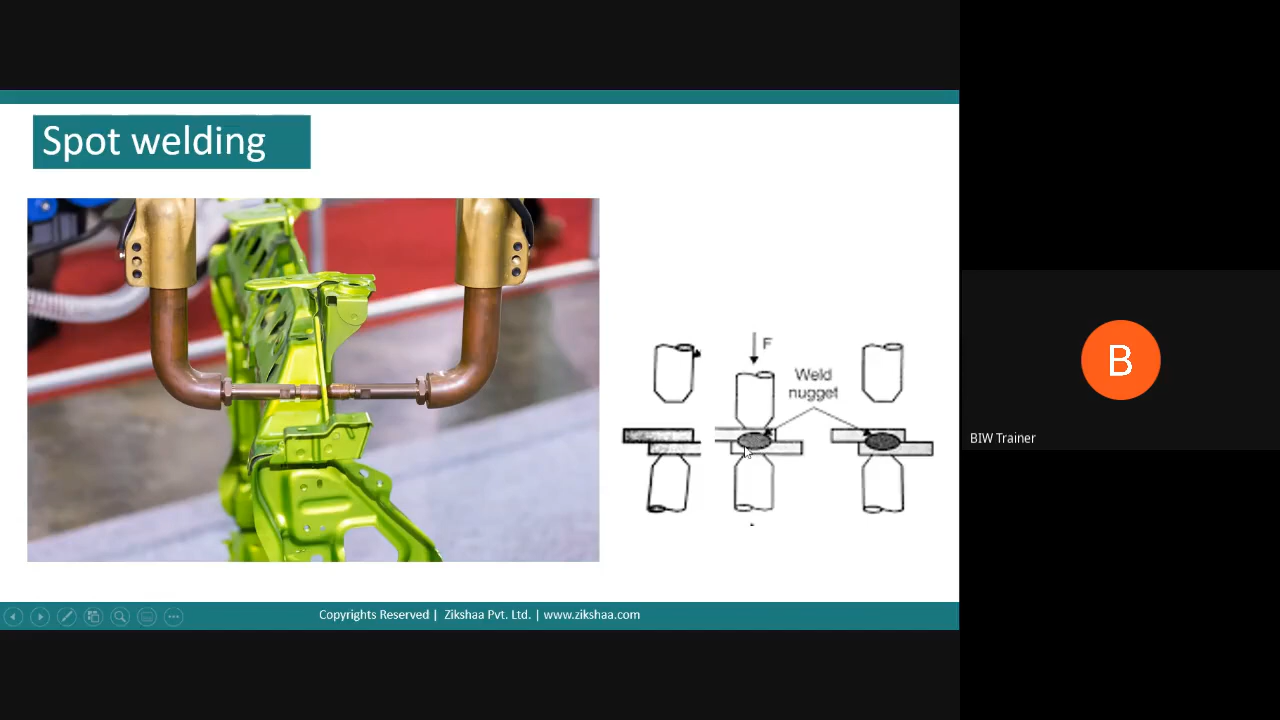 Spot welding
F
Weld
nugget
B
BIW Trainer
Copyrights Reserved | Zikshaa Pvt. Ltd. | www.zikshaa.com